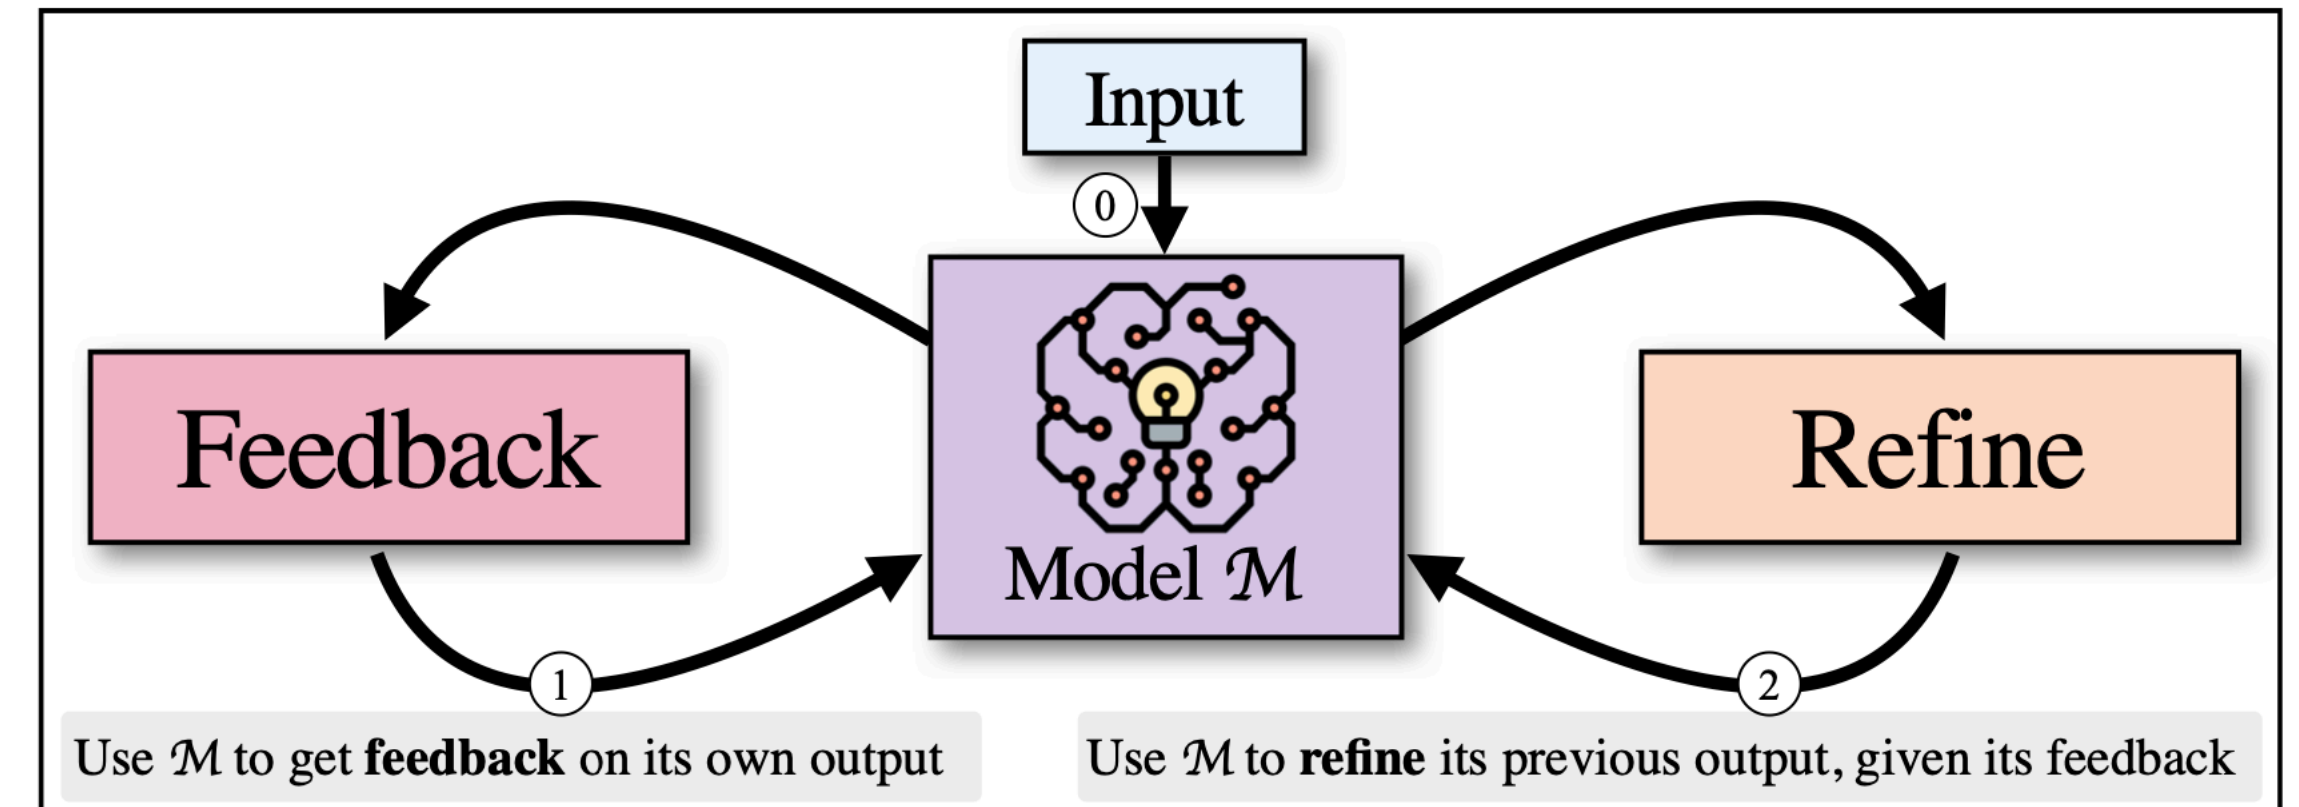 Input
0
Feedback
Refine
Model ℳ
1
2
Use ℳ to get feedback on its own output
Use ℳ to refine its previous output, given its feedback